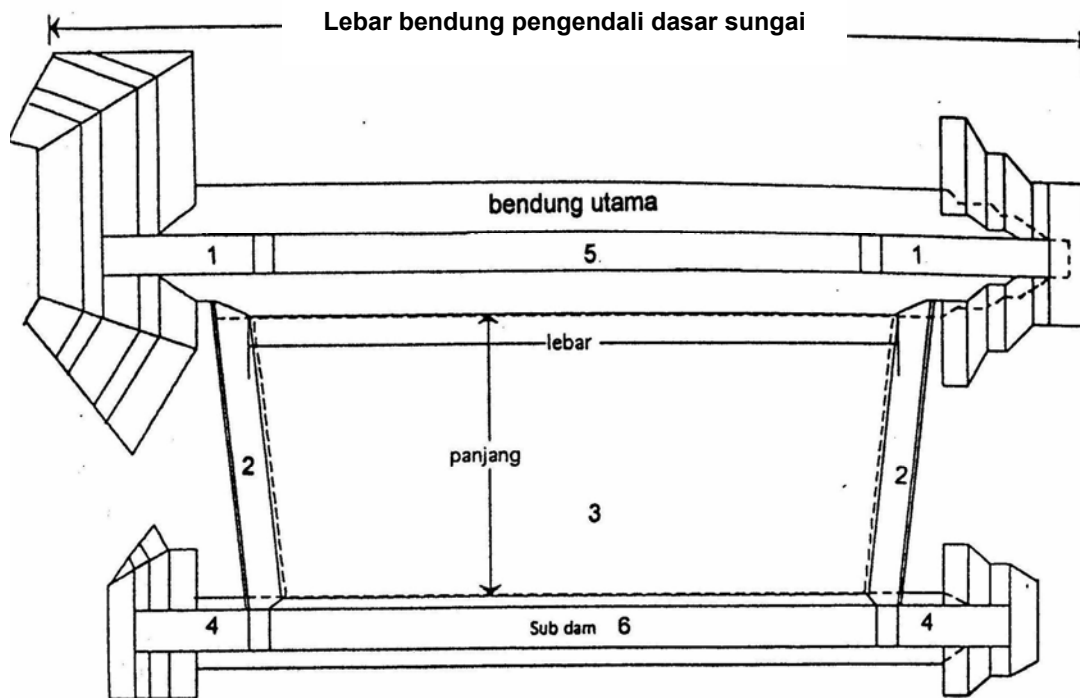 Lebar bendung pengendali dasar sungai
bendung utama
1 5 1
lebar
panjang
2 2
3
4 Sub dam 6 4